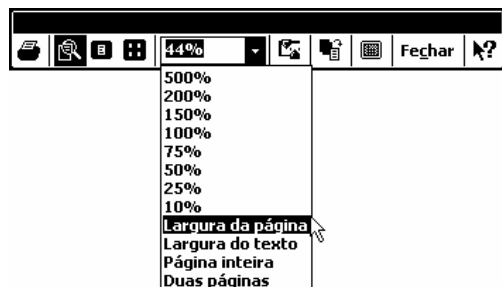 44% Fechar
500%
200%
150%
100%
75%
50%
25%
10%
Largura da página
Largura do texto
Página inteira
Duas páginas